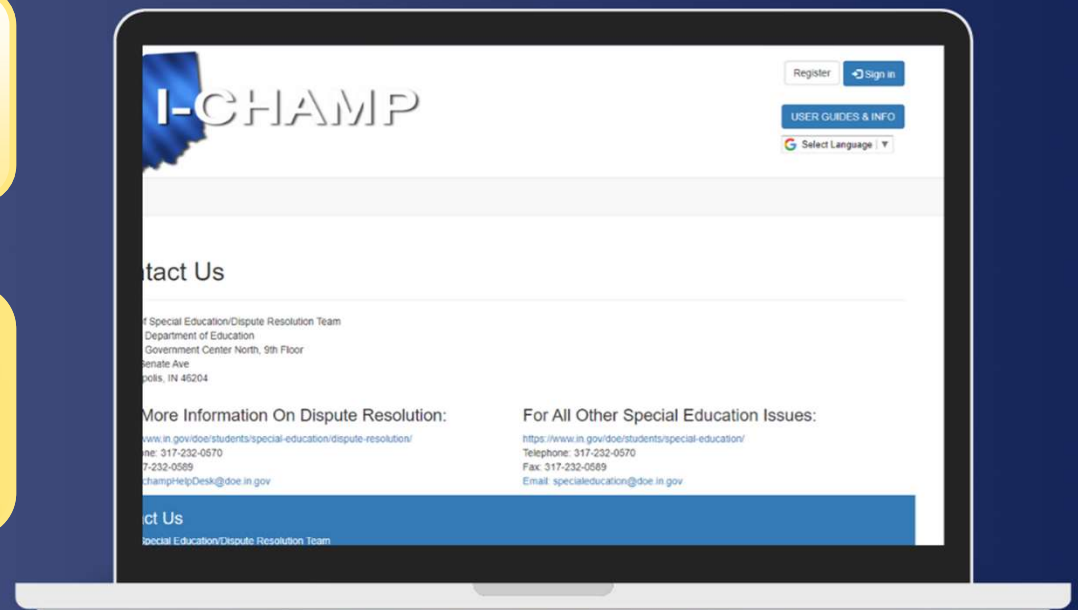 I-CHAMP
Register
Sign in
USER GUIDES & INFO
Select Language
tact Us
Special Education/Dispute Resolution Team
Department of Education
Government Center North, 9th Floor
Senate Ave
polis, IN 46204
More Information On Dispute Resolution:
www.in.gov/doe/students/special-education/dispute-resolution/
ne: 317-232-0570
7-232-0589
champHelpDesk@doe.in.gov
For All Other Special Education Issues:
https://www.in.gov/doe/students/special-education/
Telephone: 317-232-0570
Fax: 317-232-0589
Email: specialeducation@doe.in.gov
ct Us
Special Education/Dispute Resolution Team